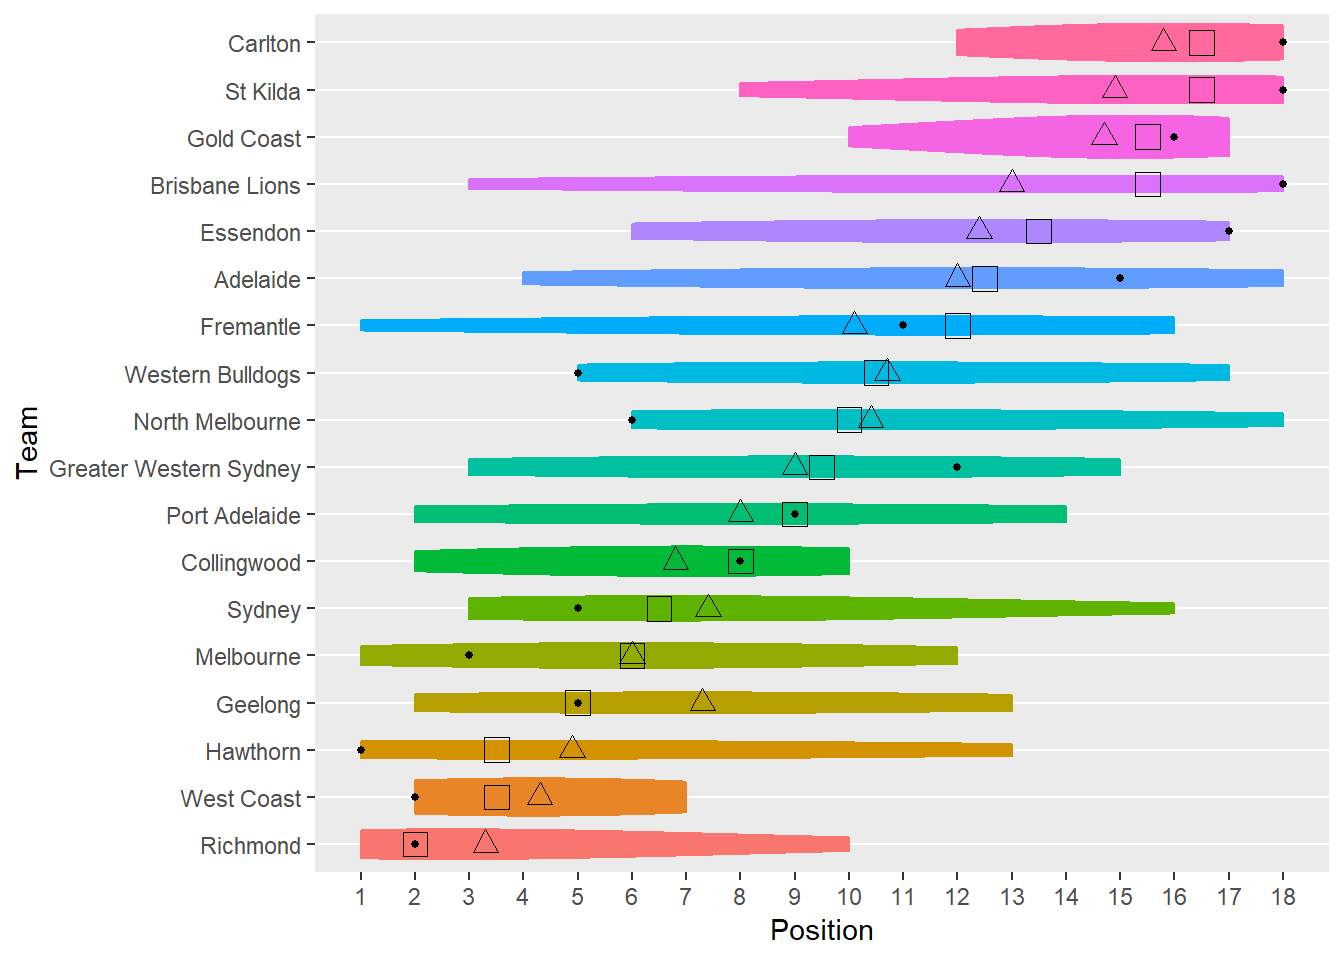 Carlton
St Kilda
Gold Coast
Brisbane Lions
Essendon
Adelaide
Fremantle
Western Bulldogs
North Melbourne
Greater Western Sydney
Port Adelaide
Collingwood
Sydney
Melbourne
Geelong
Hawthorn
West Coast
Richmond
Team
1 2 3 4 5 6 7 8 9 10 11 12 13 14 15 16 17 18
Position